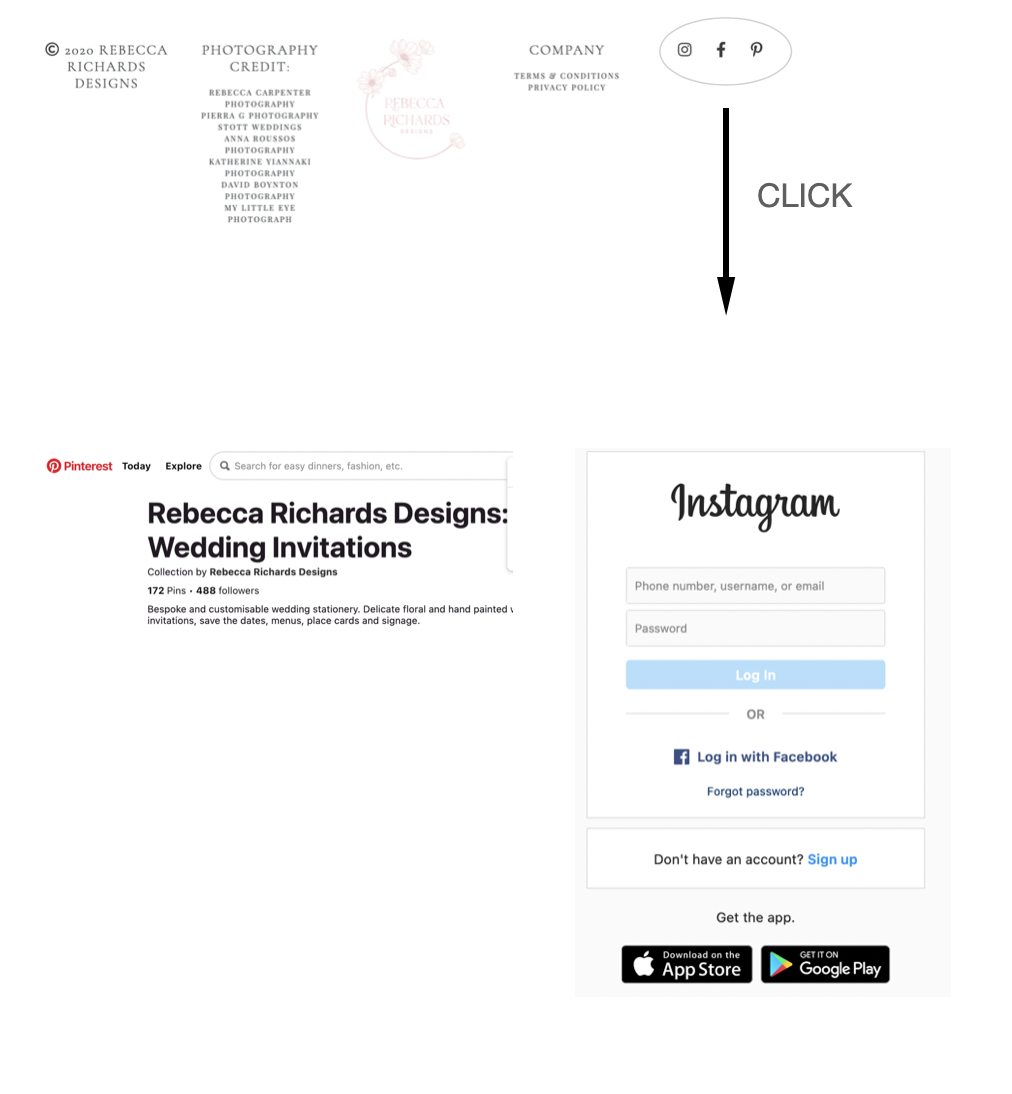 © 2020 REBECCA
RICHARDS
DESIGNS
PHOTOGRAPHY
CREDIT:
REBECCA CARPENTER
PHOTOGRAPHY
PIERRA G PHOTOGRAPHY
STOTT WEDDINGS
ANNA ROUSSOS
PHOTOGRAPHY
KATHERINE YIANNAKI
PHOTOGRAPHY
DAVID BOYNTON
PHOTOGRAPHY
MY LITTLE EYE
PHOTOGRAPH
REBECCA
RICHARDS
DESIGNS
COMPANY
TERMS & CONDITIONS
PRIVACY POLICY
CLICK
Pinterest Today Explore Search for easy dinners, fashion, etc.
Rebecca Richards Designs:
Wedding Invitations
Collection by Rebecca Richards Designs
172 Pins • 488 followers
Bespoke and customisable wedding stationery. Delicate floral and hand painted
invitations, save the dates, menus, place cards and signage.
Instagram
Phone number, username, or email
Password
Log In
OR
Log in with Facebook
Forgot password?
Don't have an account? Sign up
Get the app.
Download on the
App Store
GET IT ON
Google Play